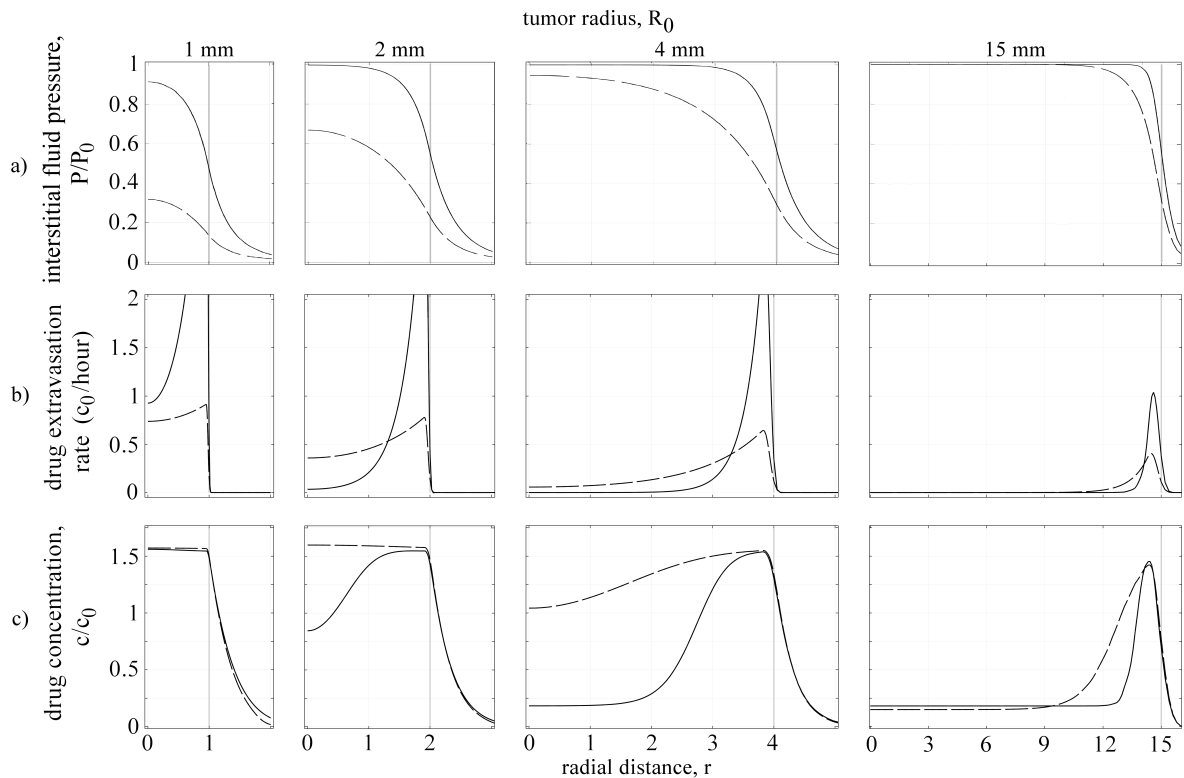 tumor radius, R0
1 mm 2 mm 4 mm 15 mm
a)
interstitial fluid pressure,
P/P0
1
0.8
0.6
0.4
0.2
0
b)
drug extravasation
rate (c0/hour)
2
1.5
1
0.5
0
c)
drug concentration,
c/c0
1.5
1
0.5
0
0 1 0 1 2 0 1 2 3 4 0 3 6 9 12 15
radial distance, r